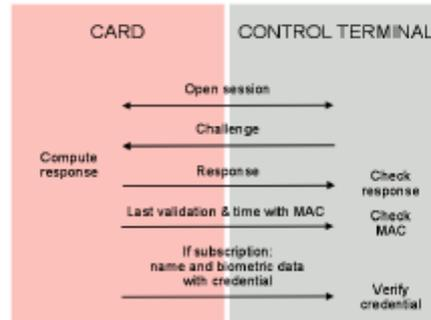 CARD
CONTROL TERMINAL
Open session
Challenge
Compute
response
Response
Check
response
Last validation & time with MAC
Check
MAC
If subscription:
name and biometric data
with credential
Verify
credential